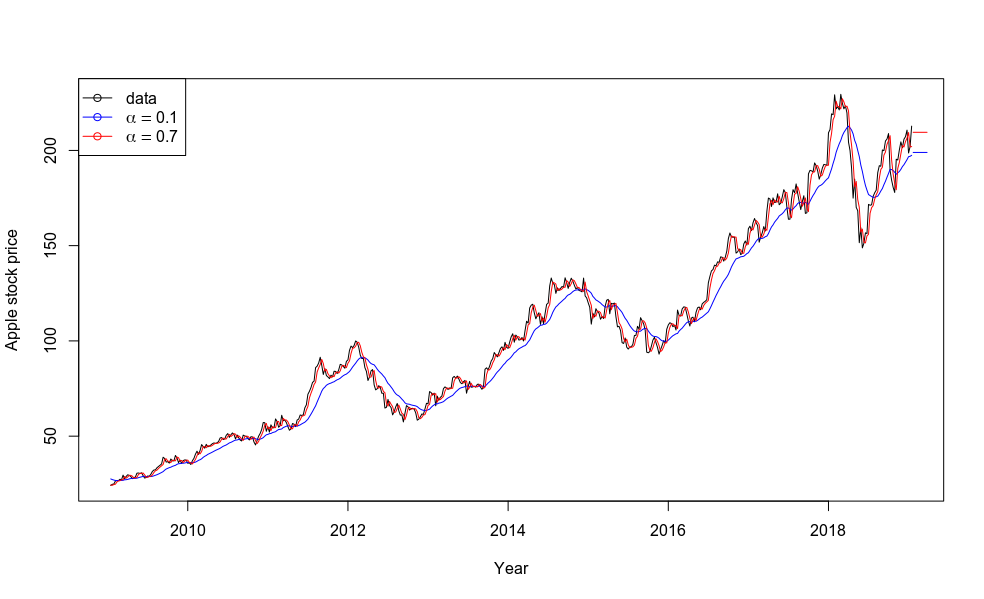 data
α = 0.1
α = 0.7
Apple stock price
50
100
150
200
2010
2012
2014
2016
2018
Year